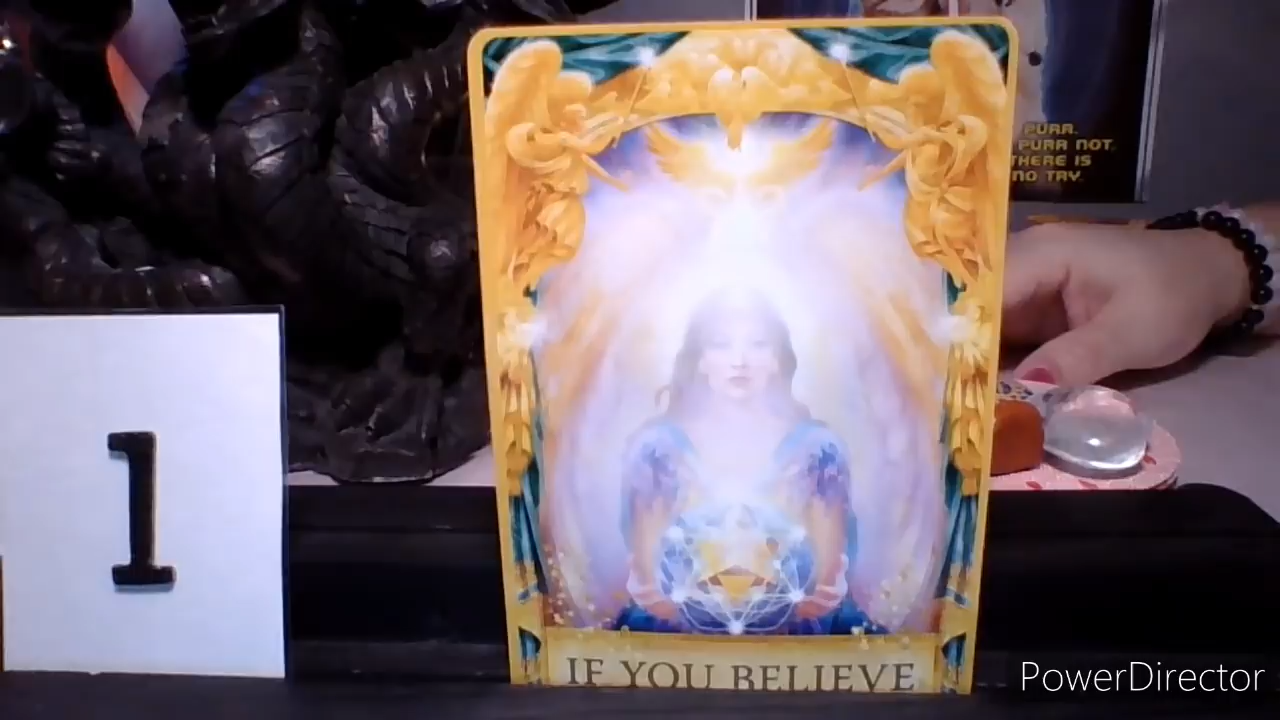 PURR.
PURR NOT.
THERE IS
NO TRY.
1
IF YOU BELIEVE
PowerDirector